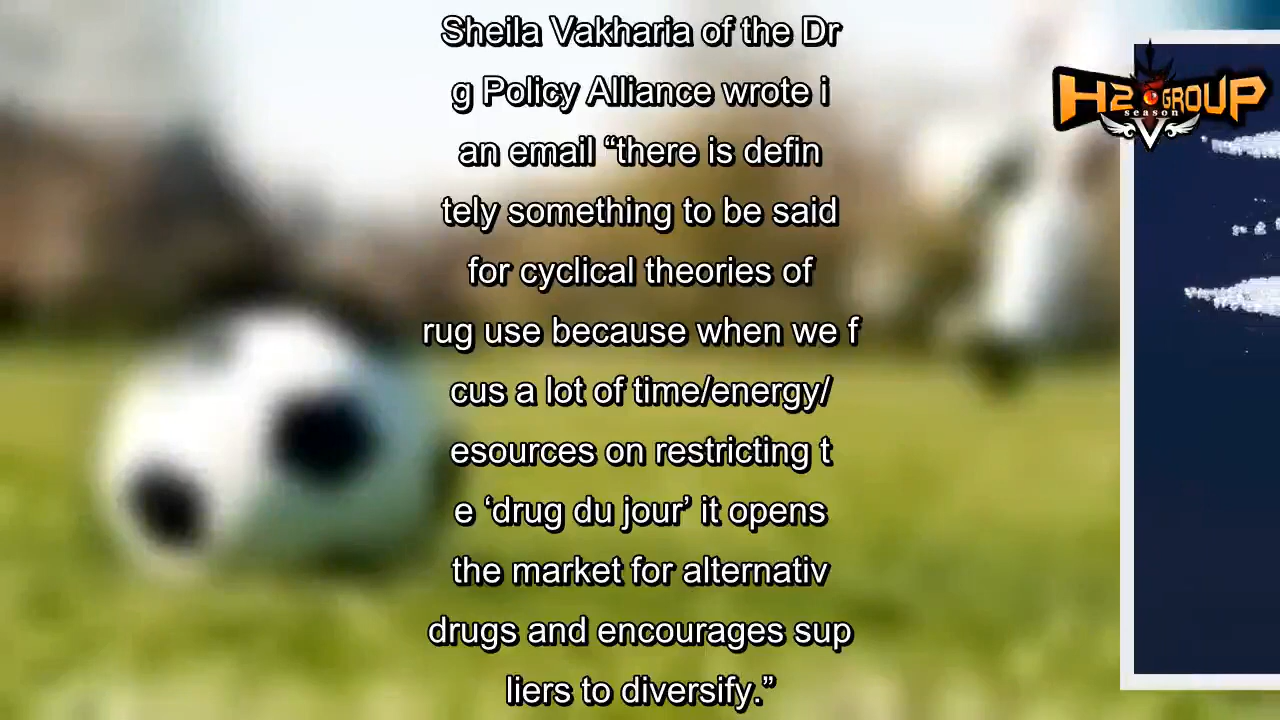 Sheila Vakharia of the Dr
g Policy Alliance wrote i
an email “there is defin
tely something to be said
for cyclical theories of
rug use because when we f
cus a lot of time/energy/
esources on restricting t
e ‘drug du jour’ it opens
the market for alternativ
drugs and encourages sup
liers to diversify.”
H2 GROUP
season